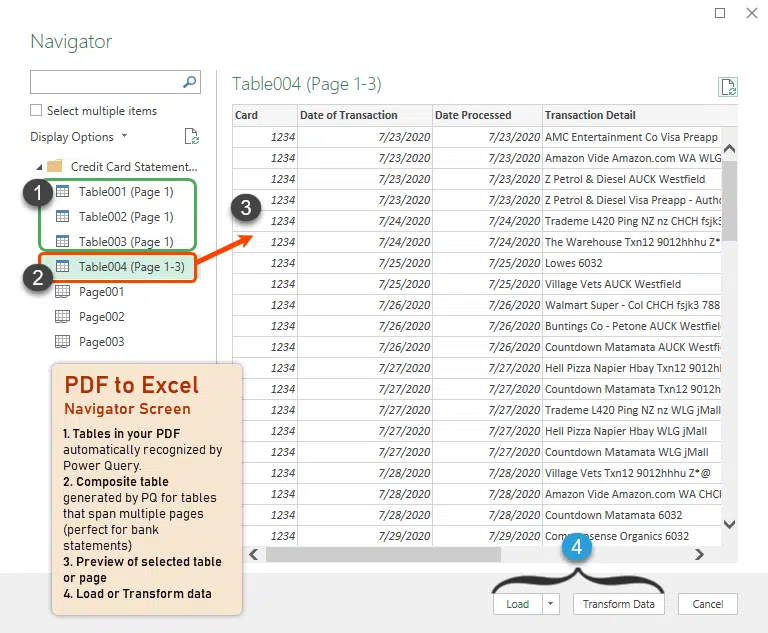 Navigator
Select multiple items
Display Options
Credit Card Statement...
1
Table001 (Page 1)
Table002 (Page 1)
Table003 (Page 1)
2
Table004 (Page 1-3)
Page001
Page002
Page003
PDF to Excel
Navigator Screen
1. Tables in your PDF
automatically recognized by
Power Query.
2. Composite table
generated by PQ for tables
that span multiple pages
(perfect for bank
statements)
3. Preview of selected table
or page
4. Load or Transform data
3
Table004 (Page 1-3)
Card Date of Transaction Date Processed Transaction Detail
1234 7/23/2020 7/23/2020 AMC Entertainment Co Visa Preapp
1234 7/23/2020 7/23/2020 Amazon Vide Amazon.com WA WLG
1234 7/23/2020 7/23/2020 Z Petrol & Diesel AUCK Westfield
1234 7/23/2020 7/23/2020 Z Petrol & Diesel Visa Preapp - Autho
1234 7/24/2020 7/24/2020 Trademe L420 Ping NZ nz CHCH fsjk3
1234 7/24/2020 7/24/2020 The Warehouse Txn12 9012hhhu Z*
1234 7/25/2020 7/25/2020 Lowes 6032
1234 7/25/2020 7/25/2020 Village Vets AUCK Westfield
1234 7/26/2020 7/26/2020 Walmart Super - Col CHCH fsjk3 788
1234 7/26/2020 7/26/2020 Buntings Co - Petone AUCK Westfiel
1234 7/26/2020 7/26/2020 Countdown Matamata AUCK Westfi
1234 7/27/2020 7/27/2020 Hell Pizza Napier Hbay Txn12 9012h
1234 7/27/2020 7/27/2020 Countdown Matamata Txn12 9012h
1234 7/27/2020 7/27/2020 Trademe L420 Ping NZ nz WLG jMall
1234 7/27/2020 7/27/2020 Hell Pizza Napier Hbay WLG jMall
1234 7/27/2020 7/27/2020 Countdown Matamata WLG jMall
1234 7/28/2020 7/28/2020 Village Vets Txn12 9012hhhu Z*@
1234 7/28/2020 7/28/2020 Amazon Vide Amazon.com WA CHC
1234 7/28/2020 7/28/2020 Countdown Matamata 6032
1234 7/29/2020 7/29/2020 Organics 6032
4
Load
Transform Data
Cancel